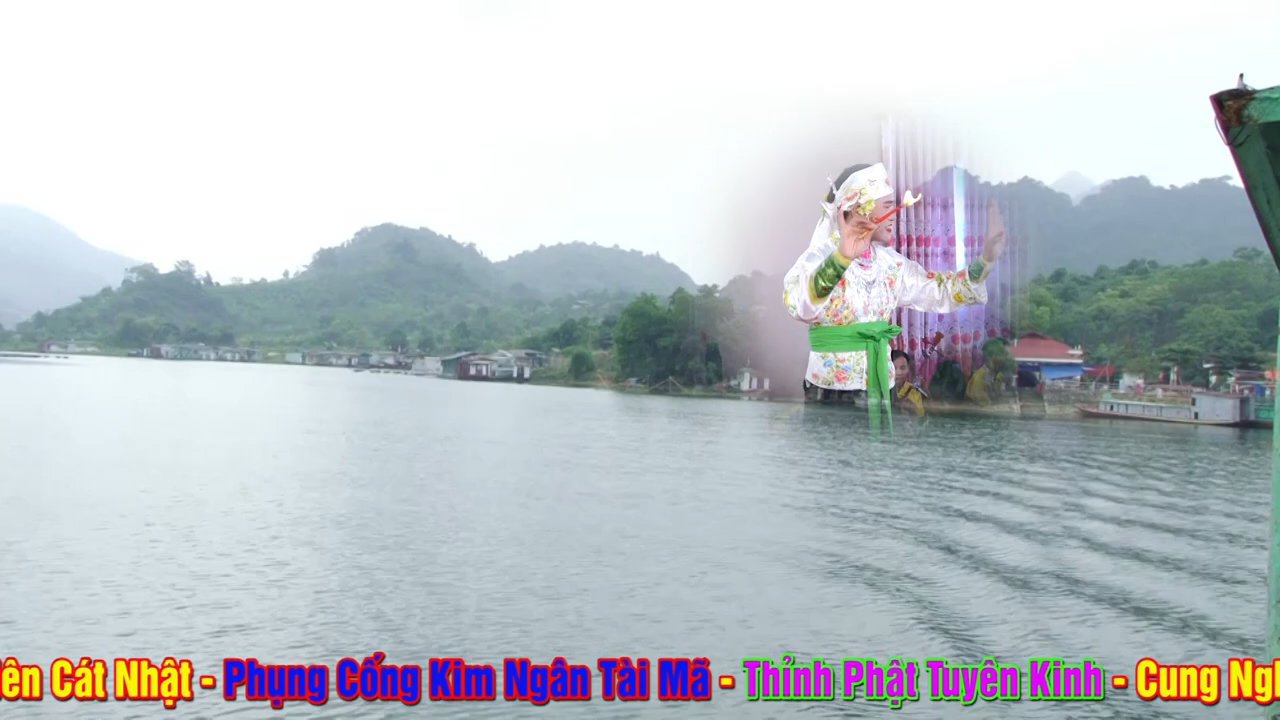 Cát Nhật - Phụng Cống Kim Ngân Tài Mã - Thỉnh Phật Tuyên Kinh - Cung